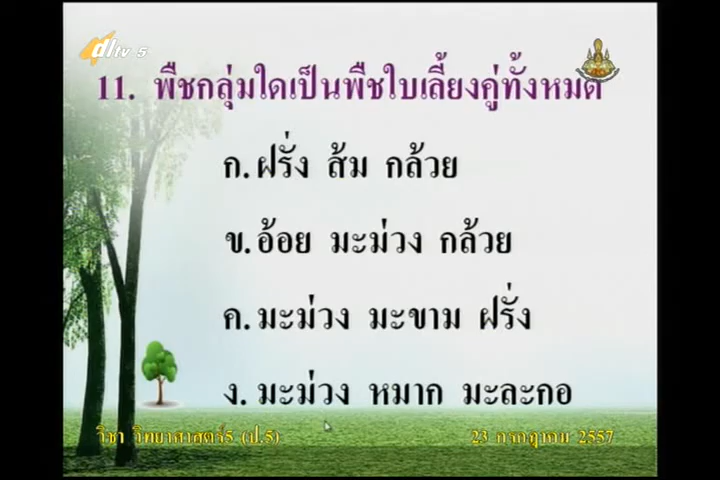 dltv 5
11. พืชกลุ่มใดเป็นพืชใบเลี้ยงคู่ทั้งหมด
ก.ฝรั่ง ส้ม กล้วย
ข.อ้อย มะม่วง กล้วย
ค.มะม่วง มะขาม ฝรั่ง
ง.มะม่วง หมาก มะละกอ
วิชา วิทยาศาสตร์5 (ป.5) 23 กรกฎาคม 2557